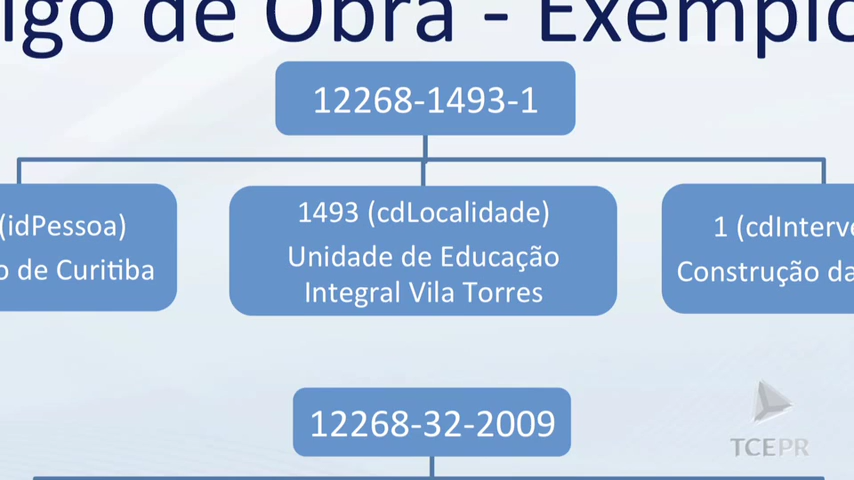 igo de Obra - Exemplo
12268-1493-1
(idPessoa)
o de Curitiba
1493 (cdLocalidade)
Unidade de Educação
Integral Vila Torres
1 (cdInterve
Construção da
12268-32-2009
TCEPR